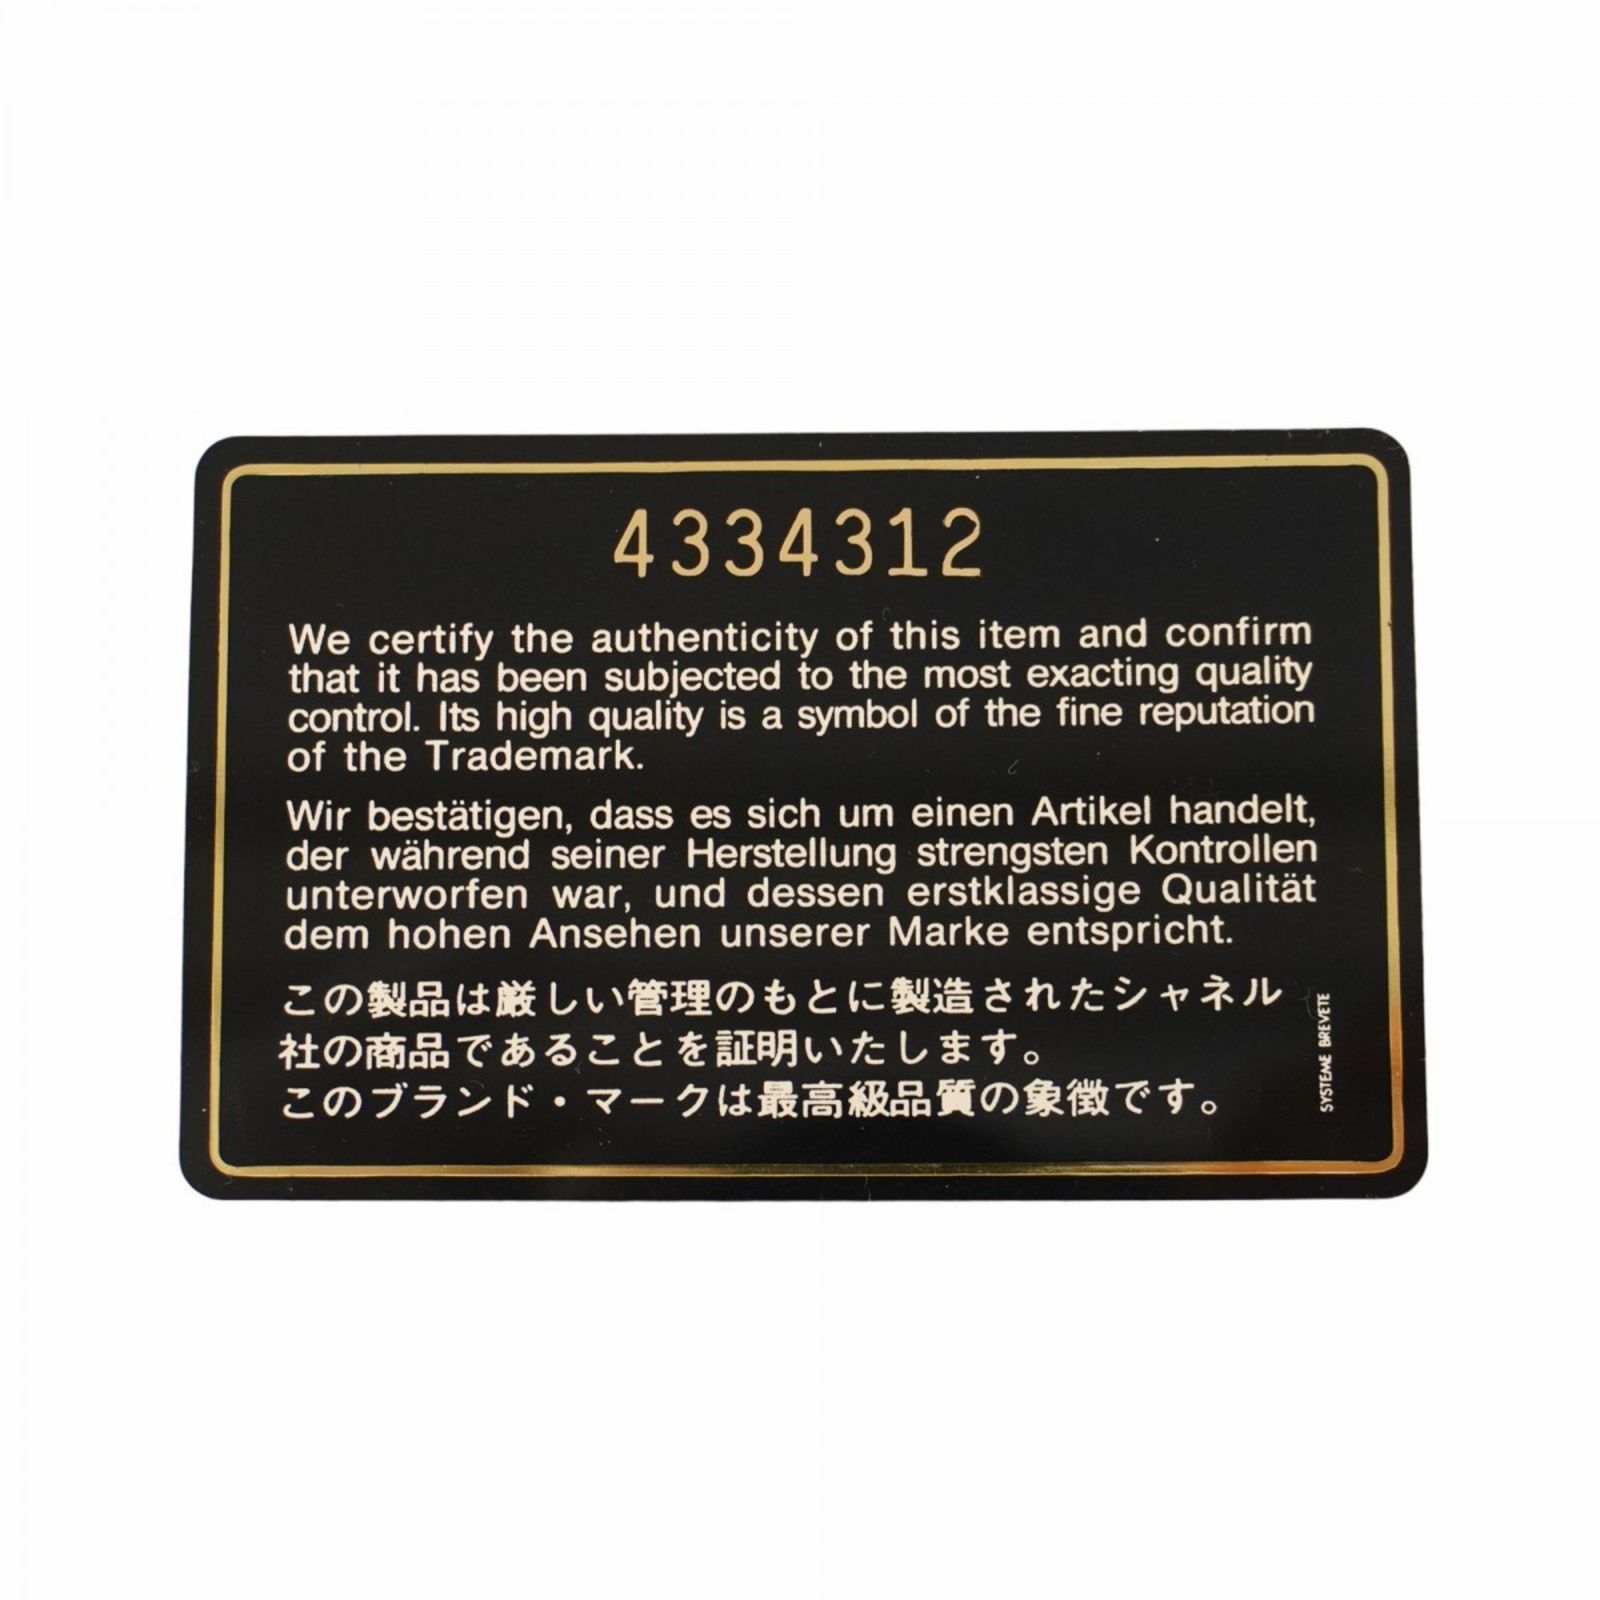 4334312
We certify the authenticity of this item and confirm
that it has been subjected to the most exacting quality
control. Its high quality is a symbol of the fine reputation
of the Trademark.
Wir bestätigen, dass es sich um einen Artikel handelt,
der während seiner Herstellung strengsten Kontrollen
unterworfen war, und dessen erstklassige Qualität
dem hohen Ansehen unserer Marke entspricht.
この製品は厳しい管理のもとに製造されたシャネル
社の商品であることを証明いたします。
このブランド・マークは最高級品質の象徴です。
SYSTEME BREVETE